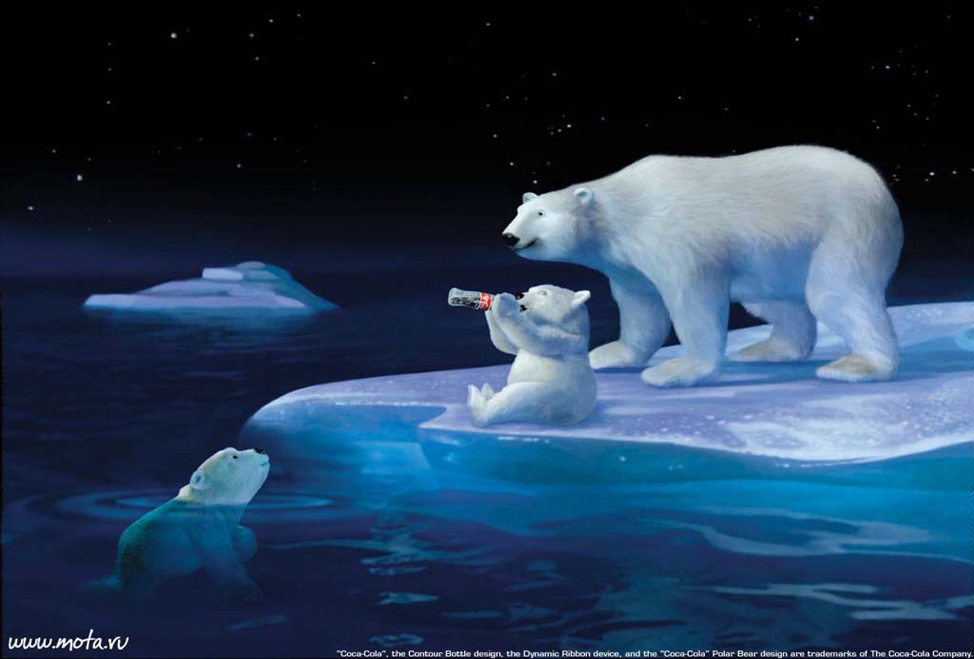 www.mota.ru
"Coca-Cola", the Contour Bottle design, the Dynamic Ribbon device, and the "Coca-Cola" Polar Bear design are trademarks of The Coca-Cola Company.